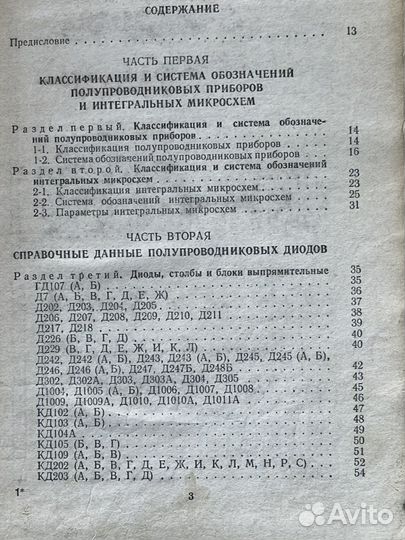 СОДЕРЖАНИЕ
Предисловие 13
ЧАСТЬ ПЕРВАЯ
КЛАССИФИКАЦИЯ И СИСТЕМА ОБОЗНАЧЕНИЙ
ПОЛУПРОВОДНИКОВЫХ ПРИБОРОВ
И ИНТЕГРАЛЬНЫХ МИКРОСХЕМ
Раздел первый. Классификация и система обозначе-
ний полупроводниковых приборов . 14
1-1. Классификация полупроводниковых приборов . 14
1-2. Система обозначений полупроводниковых приборов . 16
Раздел второй. Классификация и система обозначений
интегральных микросхем 23
2-1. Классификация интегральных микросхем . 23
2-2. Система обозначений интегральных микросхем 25
2-3. Параметры интегральных микросхем . 31
ЧАСТЬ ВТОРАЯ
СПРАВОЧНЫЕ ДАННЫЕ ПОЛУПРОВОДНИКОВЫХ ДИОДОВ
Раздел третий. Диоды, столбы и блоки выпрямительные 35
ГД107 (А, Б) . 35
Д7 (А, Б, В, Г, Д, Е, Ж) . 35
Д202, Д203, Д204, Д205 . 36
Д206, Д207, Д208, Д209, Д210, Д211 . 38
Д217, Д218 . 39
Д226 (Б, В, Г, Д) . 40
Д229 (В, Г, Д, Е, Ж, И, К, Л) . 40
Д242, Д242 (А, Б), Д243, Д243 (А, Б), Д245, Д245 (А, Б),
Д246, Д246 (А, Б), Д247, Д247Б, Д248Б . 42
Д302, Д302А, Д303, Д303А, Д304, Д305 43
Д1004, Д1005 (А, Б), Д1006, Д1007, Д1008 . 45
Д1009, Д1009А, Д1010, Д1010А, Д1011А 46
КД102 (А, Б) . 47
КД103 (А, Б) . 48
КД104А . 49
КД105 (Б, В, Г) . 50
КД109 (А, Б, В) . 51
КД202 (А, Б, В, Г, Д, Е, Ж, И, К, Л, М, Н, Р, С) . 52
КД203 (А, Б, В, Г, Д) . 54
1* 3
Avito